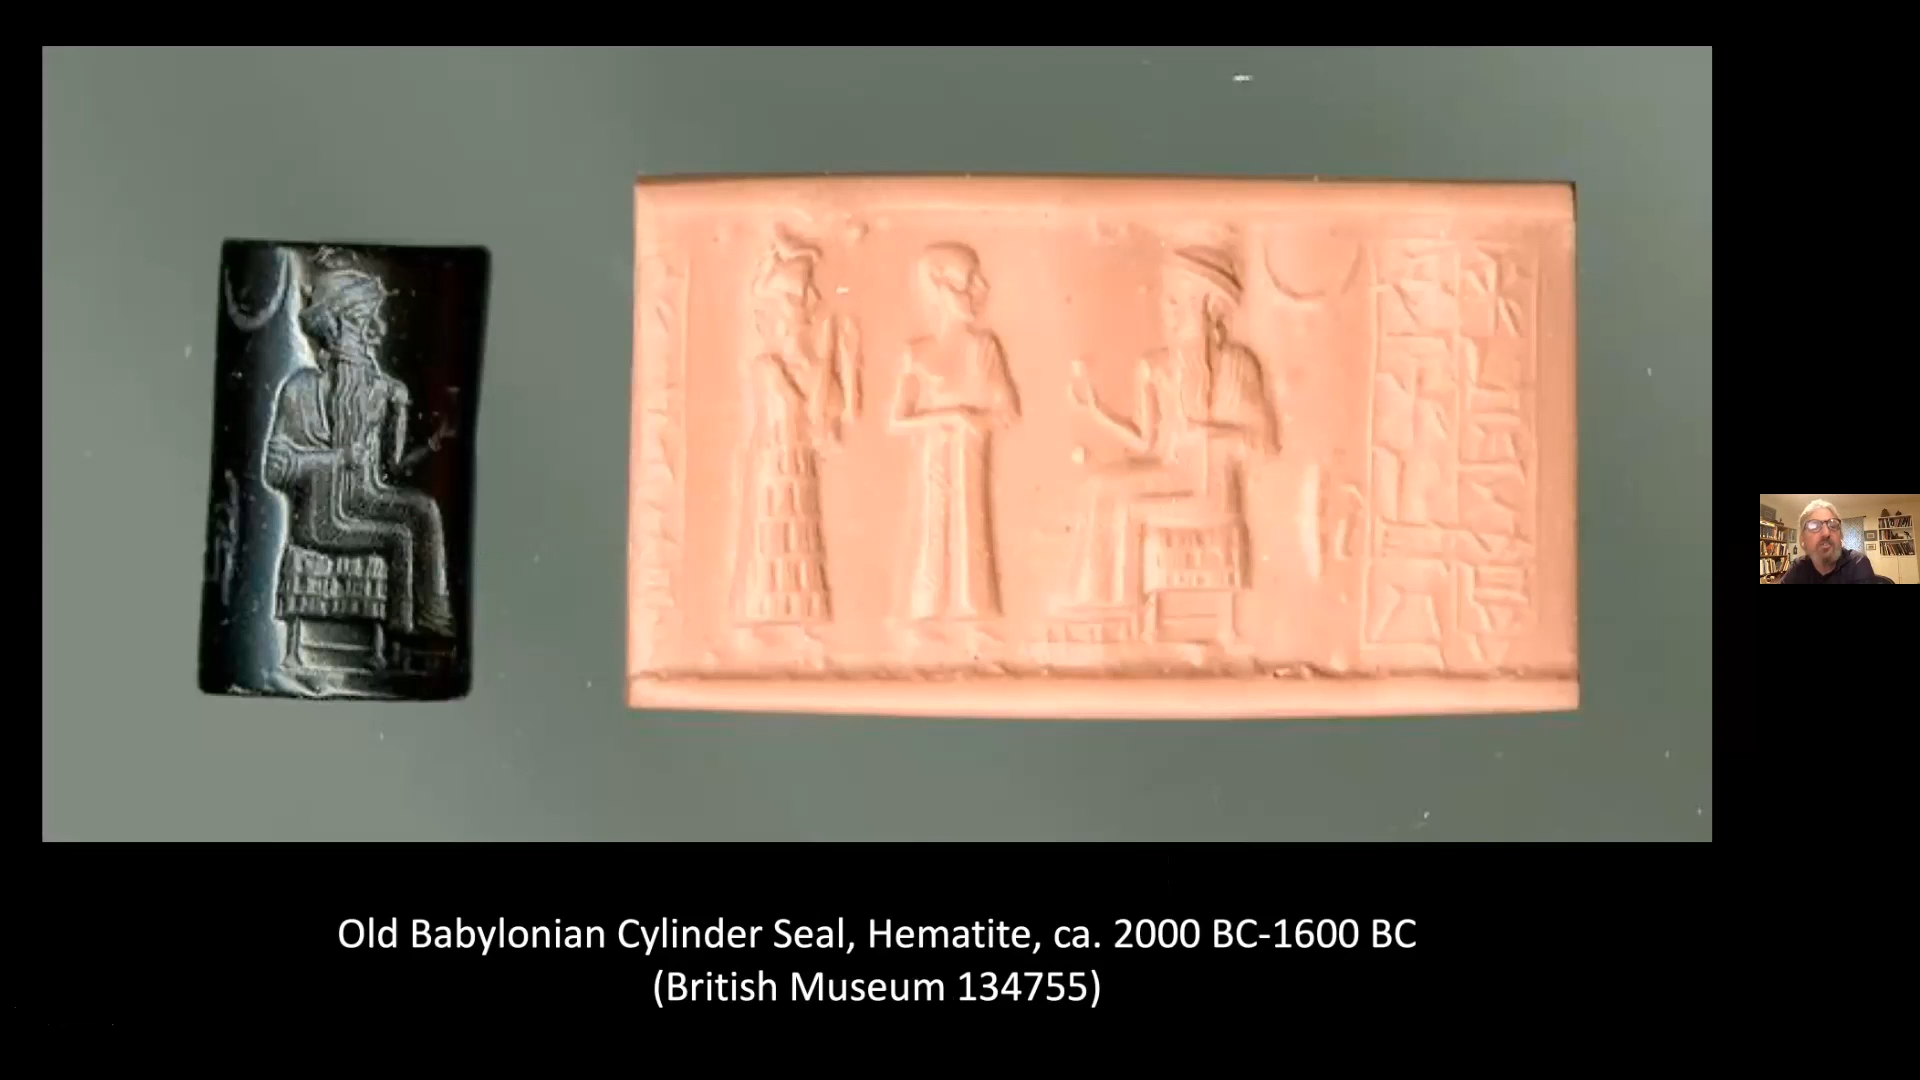 Old Babylonian Cylinder Seal, Hematite, ca. 2000 BC-1600 BC
(British Museum 134755)